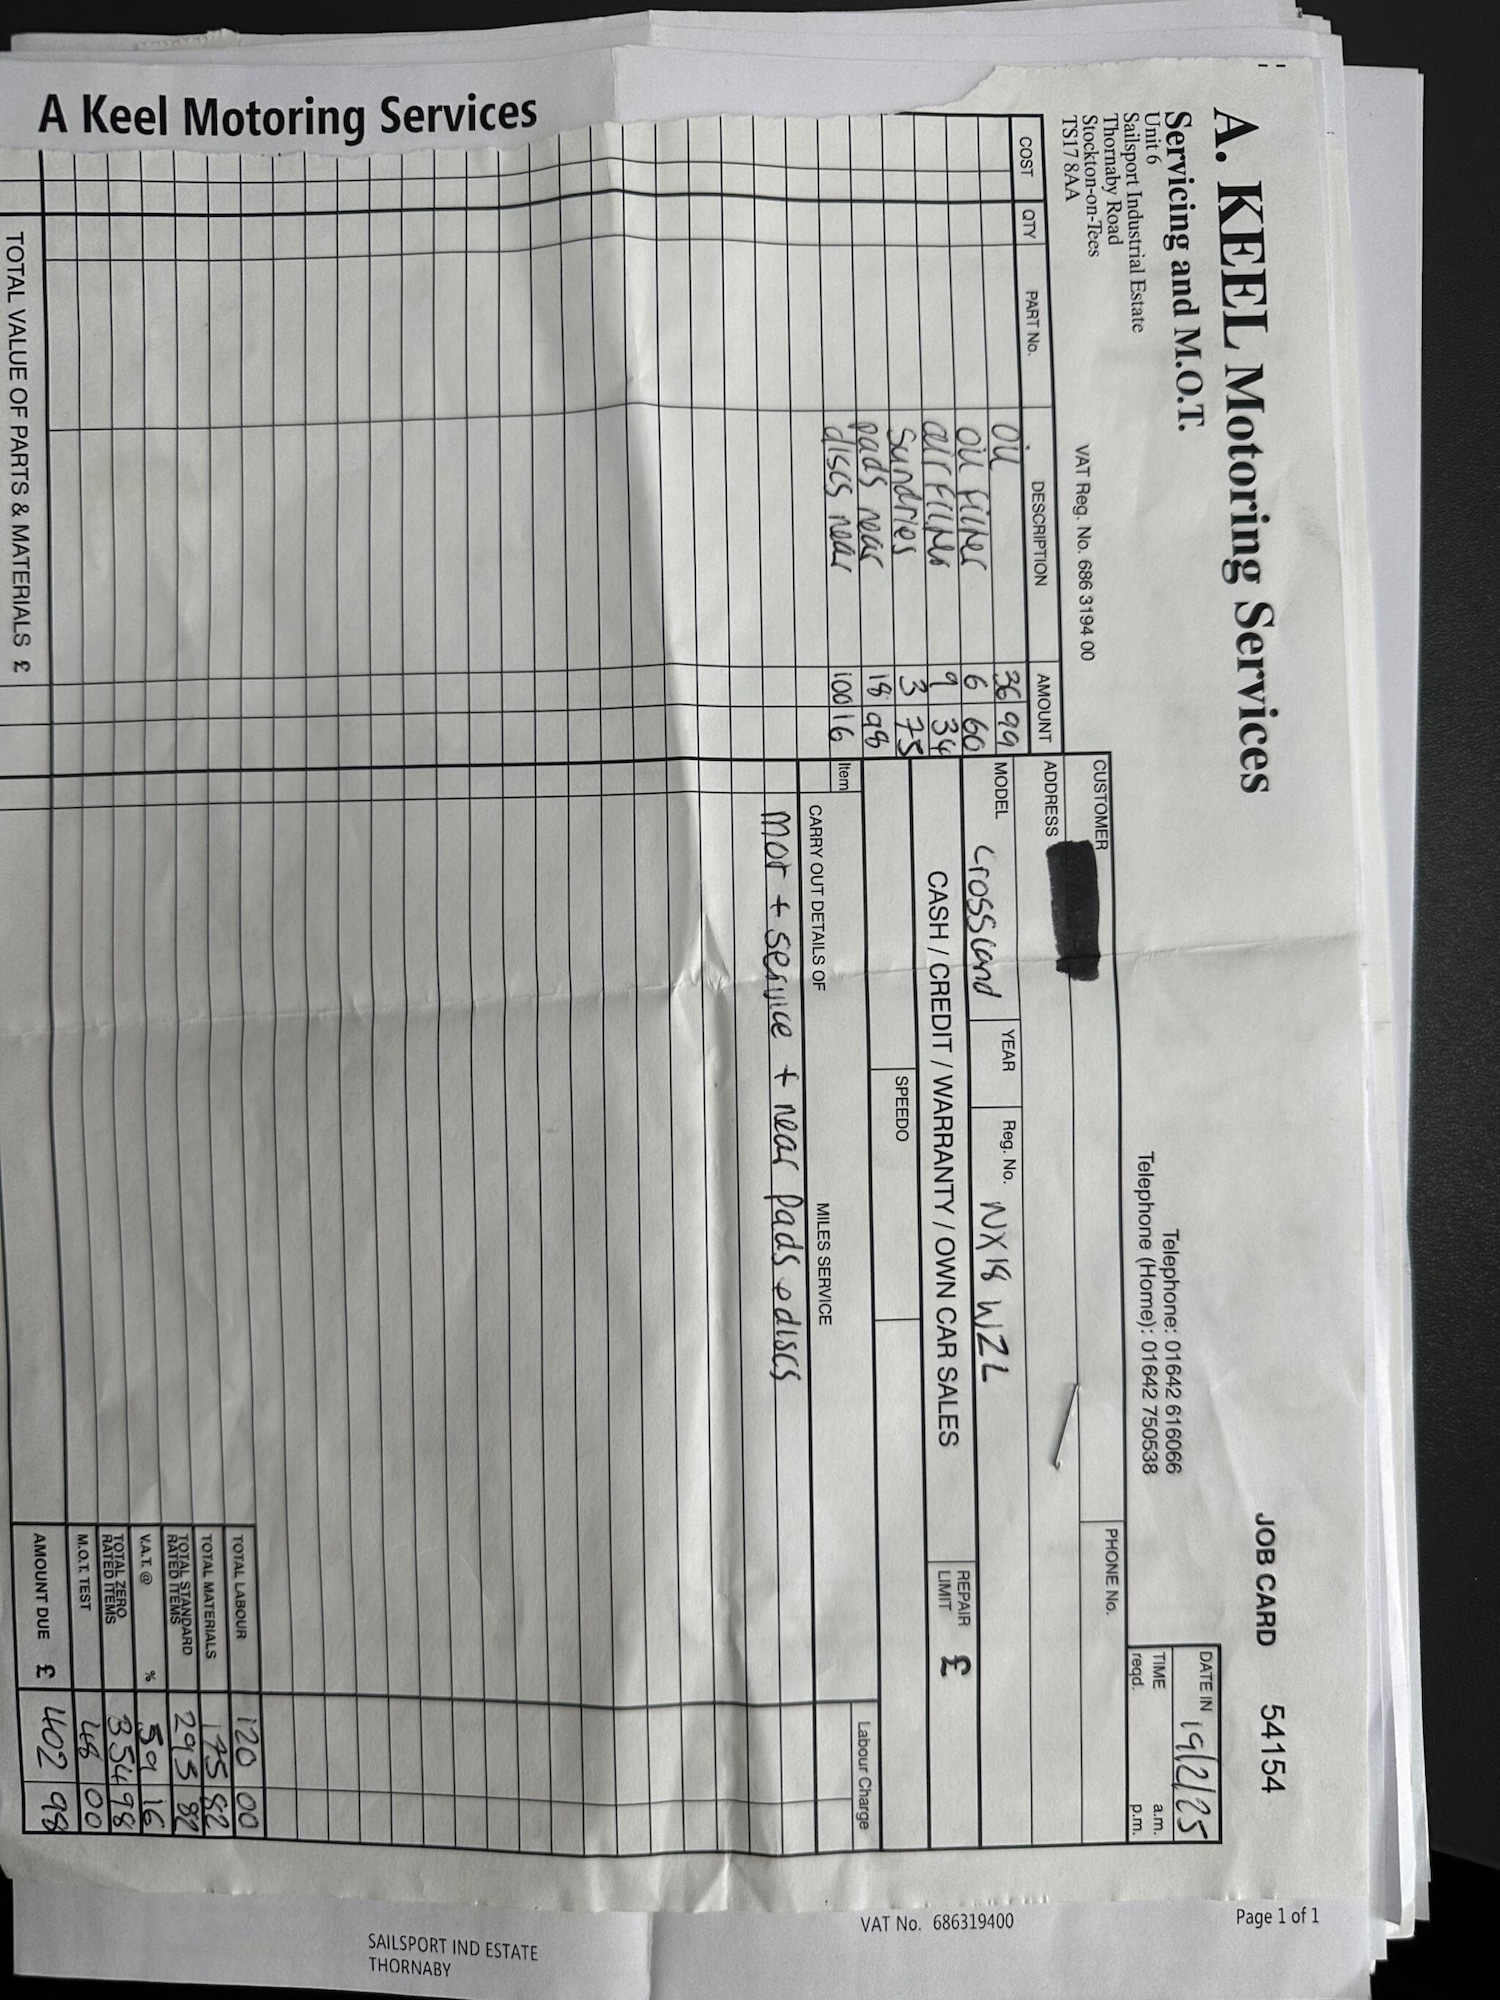 A. KEEL Motoring Services
Servicing and M.O.T.
Unit 6
Sailsport Industrial Estate
Thornaby Road
Stockton-on-Tees
TS17 8AA
VAT Reg. No. 686 3194 00
Telephone: 01642 616066
Telephone (Home): 01642 750538
JOB CARD 54154
DATE IN 19/2/25
TIME reqd. a.m. p.m.
CUSTOMER
PHONE No.
ADDRESS
MODEL Crossland YEAR Reg. No. NX18 WZL
CASH / CREDIT / WARRANTY / OWN CAR SALES
REPAIR LIMIT £
SPEEDO
COST QTY PART No. DESCRIPTION AMOUNT
Oil 36 99
oil filter 6 60
air filter 9 34
Sundries 3 75
pads rear 18 98
discs rear 100 16
Item CARRY OUT DETAILS OF MILES SERVICE Labour Charge
MOT + service + rear pads + discs
TOTAL LABOUR 120 00
TOTAL MATERIALS 175 82
TOTAL STANDARD RATED ITEMS 295 82
V.A.T. @ % 59 16
TOTAL ZERO RATED ITEMS 354 98
M.O.T. TEST 48 00
AMOUNT DUE £ 402 98
TOTAL VALUE OF PARTS & MATERIALS £
A Keel Motoring Services
SAILSPORT IND ESTATE
THORNABY
VAT No. 686319400
Page 1 of 1